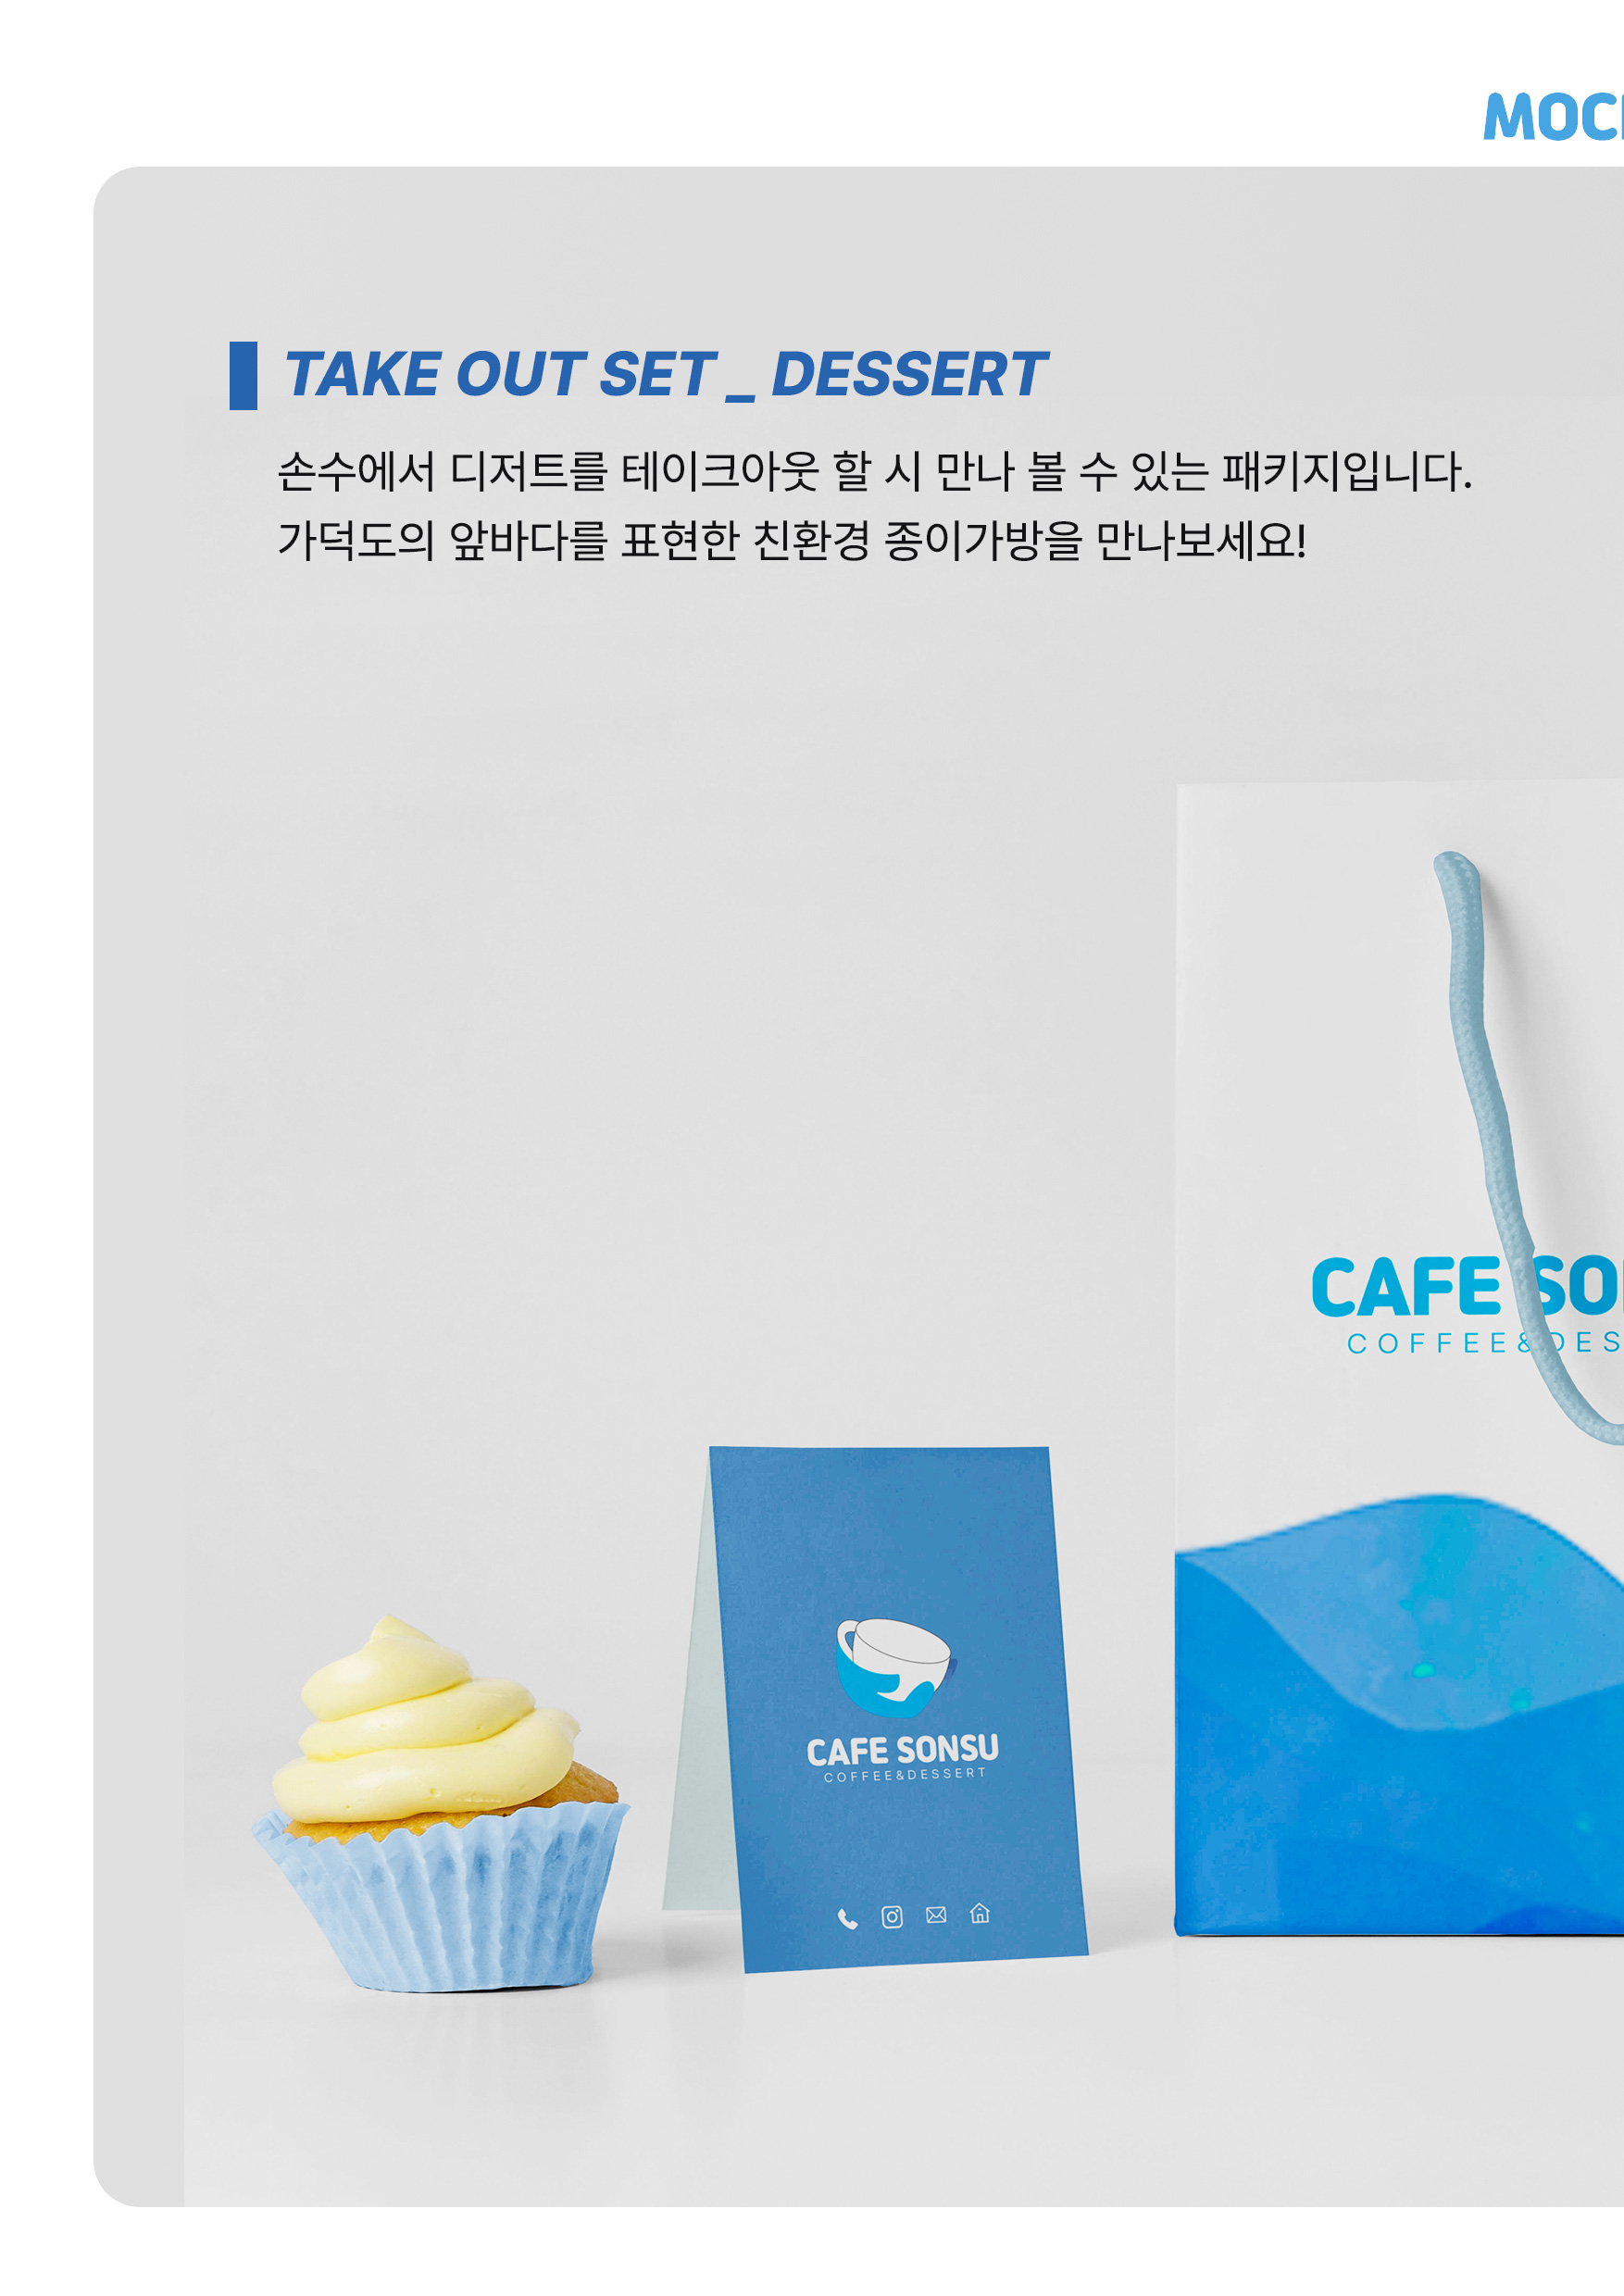 MOC
TAKE OUT SET _ DESSERT
손수에서 디저트를 테이크아웃 할 시 만나 볼 수 있는 패키지입니다.
가덕도의 앞바다를 표현한 친환경 종이가방을 만나보세요!
CAFE SO
COFFEE&DES
CAFE SONSU
COFFEE&DESSERT